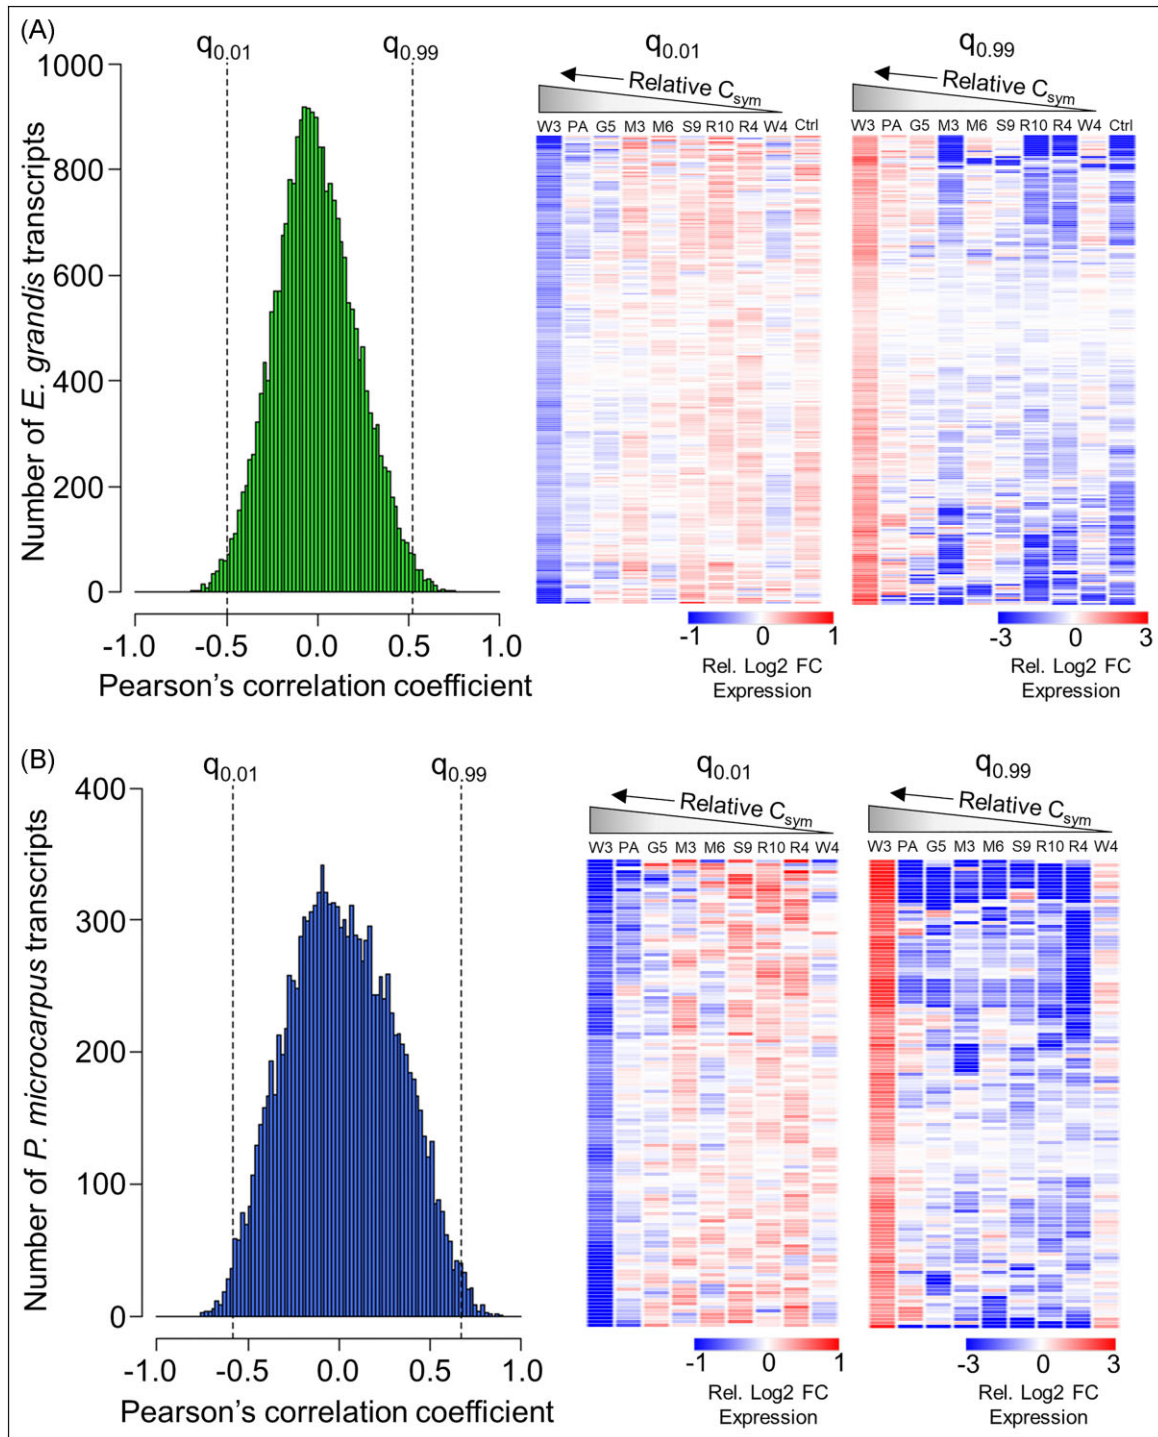 (A)
q0.01 q0.99
1000
800
600
400
200
0
Number of E. grandis transcripts
-1.0 -0.5 0.0 0.5 1.0
Pearson's correlation coefficient
q0.01
Relative Csym
W3 PA G5 M3 M6 S9 R10 R4 W4 Ctrl
-1 0 1
Rel. Log2 FC
Expression
q0.99
Relative Csym
W3 PA G5 M3 M6 S9 R10 R4 W4 Ctrl
-3 0 3
Rel. Log2 FC
Expression
(B)
q0.01 q0.99
400
300
200
100
0
Number of P. microcarpus transcripts
-1.0 -0.5 0.0 0.5 1.0
Pearson's correlation coefficient
q0.01
Relative Csym
W3 PA G5 M3 M6 S9 R10 R4 W4
-1 0 1
Rel. Log2 FC
Expression
q0.99
Relative Csym
W3 PA G5 M3 M6 S9 R10 R4 W4
-3 0 3
Rel. Log2 FC
Expression